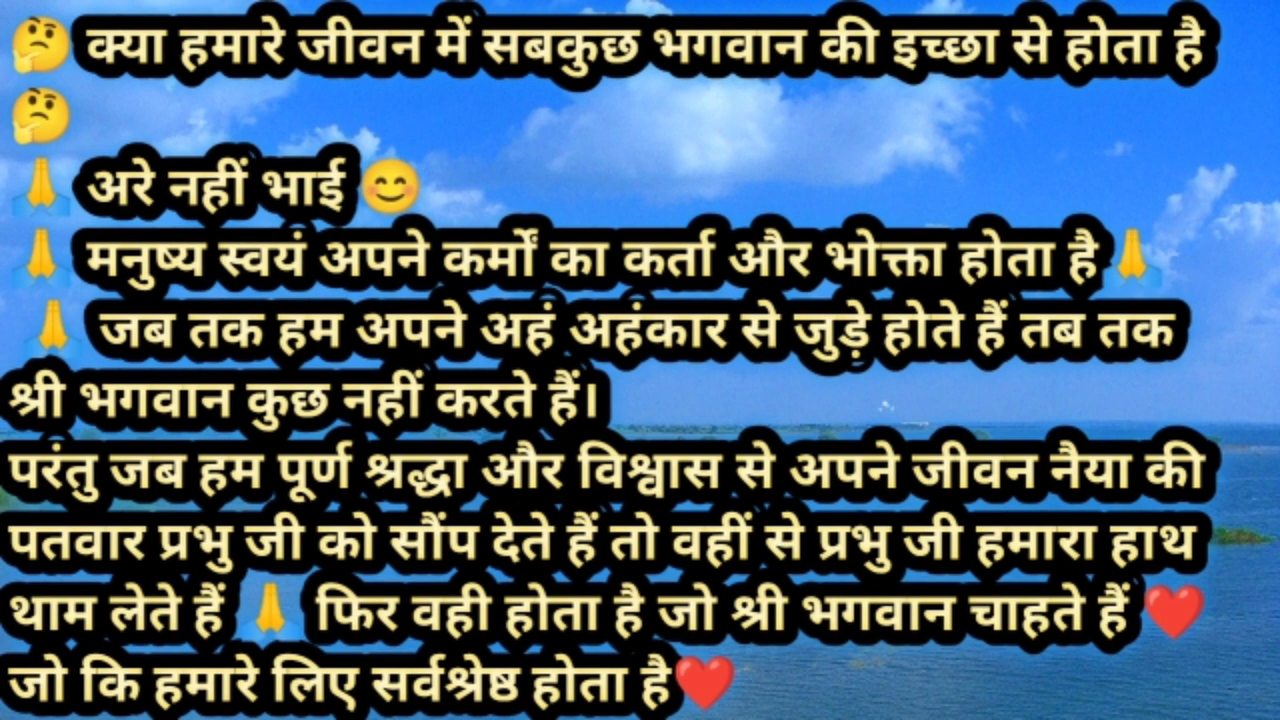 🤔 क्या हमारे जीवन में सबकुछ भगवान की इच्छा से होता है
🤔
🙏 अरे नहीं भाई 😊
🙏 मनुष्य स्वयं अपने कर्मों का कर्ता और भोक्ता होता है🙏
🙏 जब तक हम अपने अहं अहंकार से जुड़े होते हैं तब तक
श्री भगवान कुछ नहीं करते हैं।
परंतु जब हम पूर्ण श्रद्धा और विश्वास से अपने जीवन नैया की
पतवार प्रभु जी को सौंप देते हैं तो वहीं से प्रभु जी हमारा हाथ
थाम लेते हैं 🙏 फिर वही होता है जो श्री भगवान चाहते हैं ❤️
जो कि हमारे लिए सर्वश्रेष्ठ होता है❤️